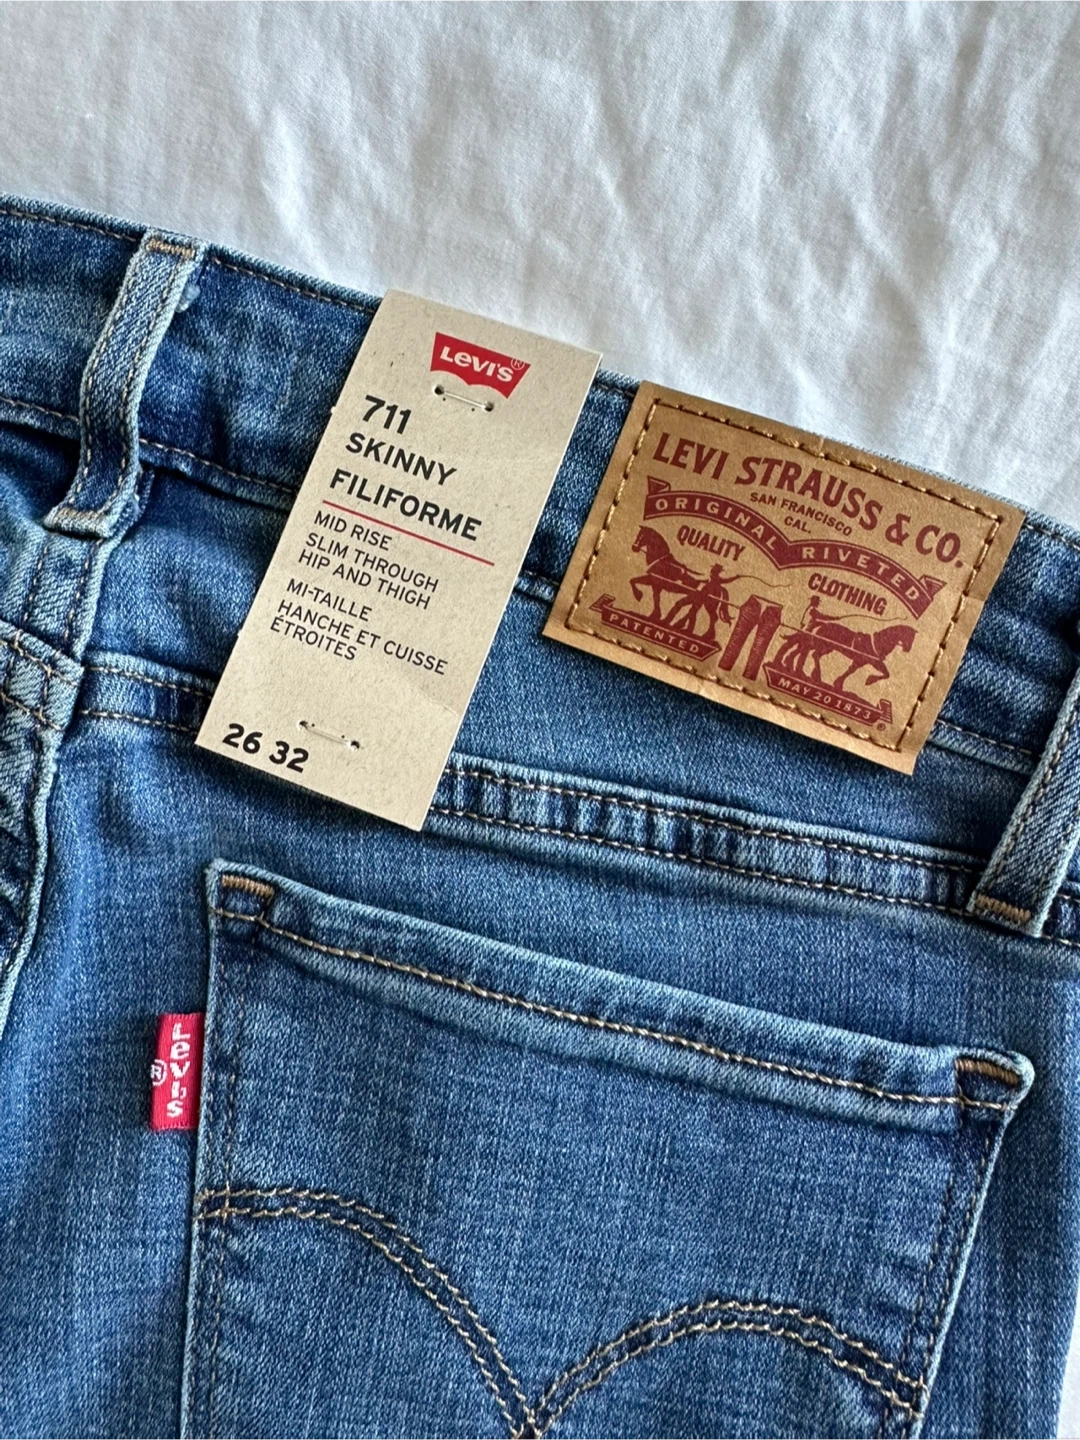 LEVI'S®
711
SKINNY
FILIFORME
MID RISE
SLIM THROUGH
HIP AND THIGH
MI-TAILLE
HANCHE ET CUISSE
ÉTROITES
26 32
LEVI STRAUSS & CO.
SAN FRANCISCO
CAL.
ORIGINAL RIVETED
QUALITY CLOTHING
PATENTED
MAY 20 1873
®
LEVI'S
®